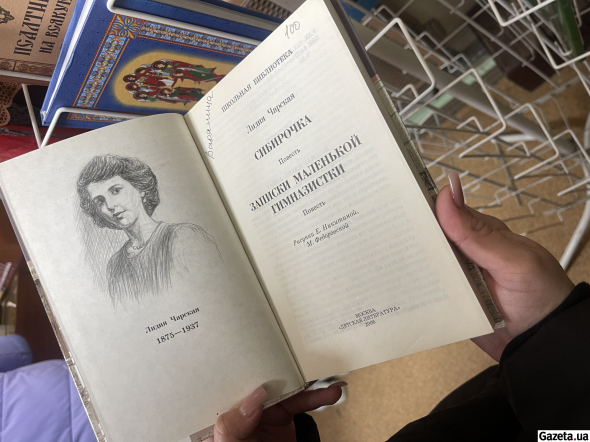 Лидия Чарская
1875—1937
100
ШКОЛЬНАЯ БИБЛИОТЕКА
Лидия Чарская
СИБИРОЧКА
Повесть
ЗАПИСКИ МАЛЕНЬКОЙ
ГИМНАЗИСТКИ
Повесть
Рисунки Е. Никитиной,
М. Федоровской
МОСКВА
«ДЕТСКАЯ ЛИТЕРАТУРА»
Gazeta.ua